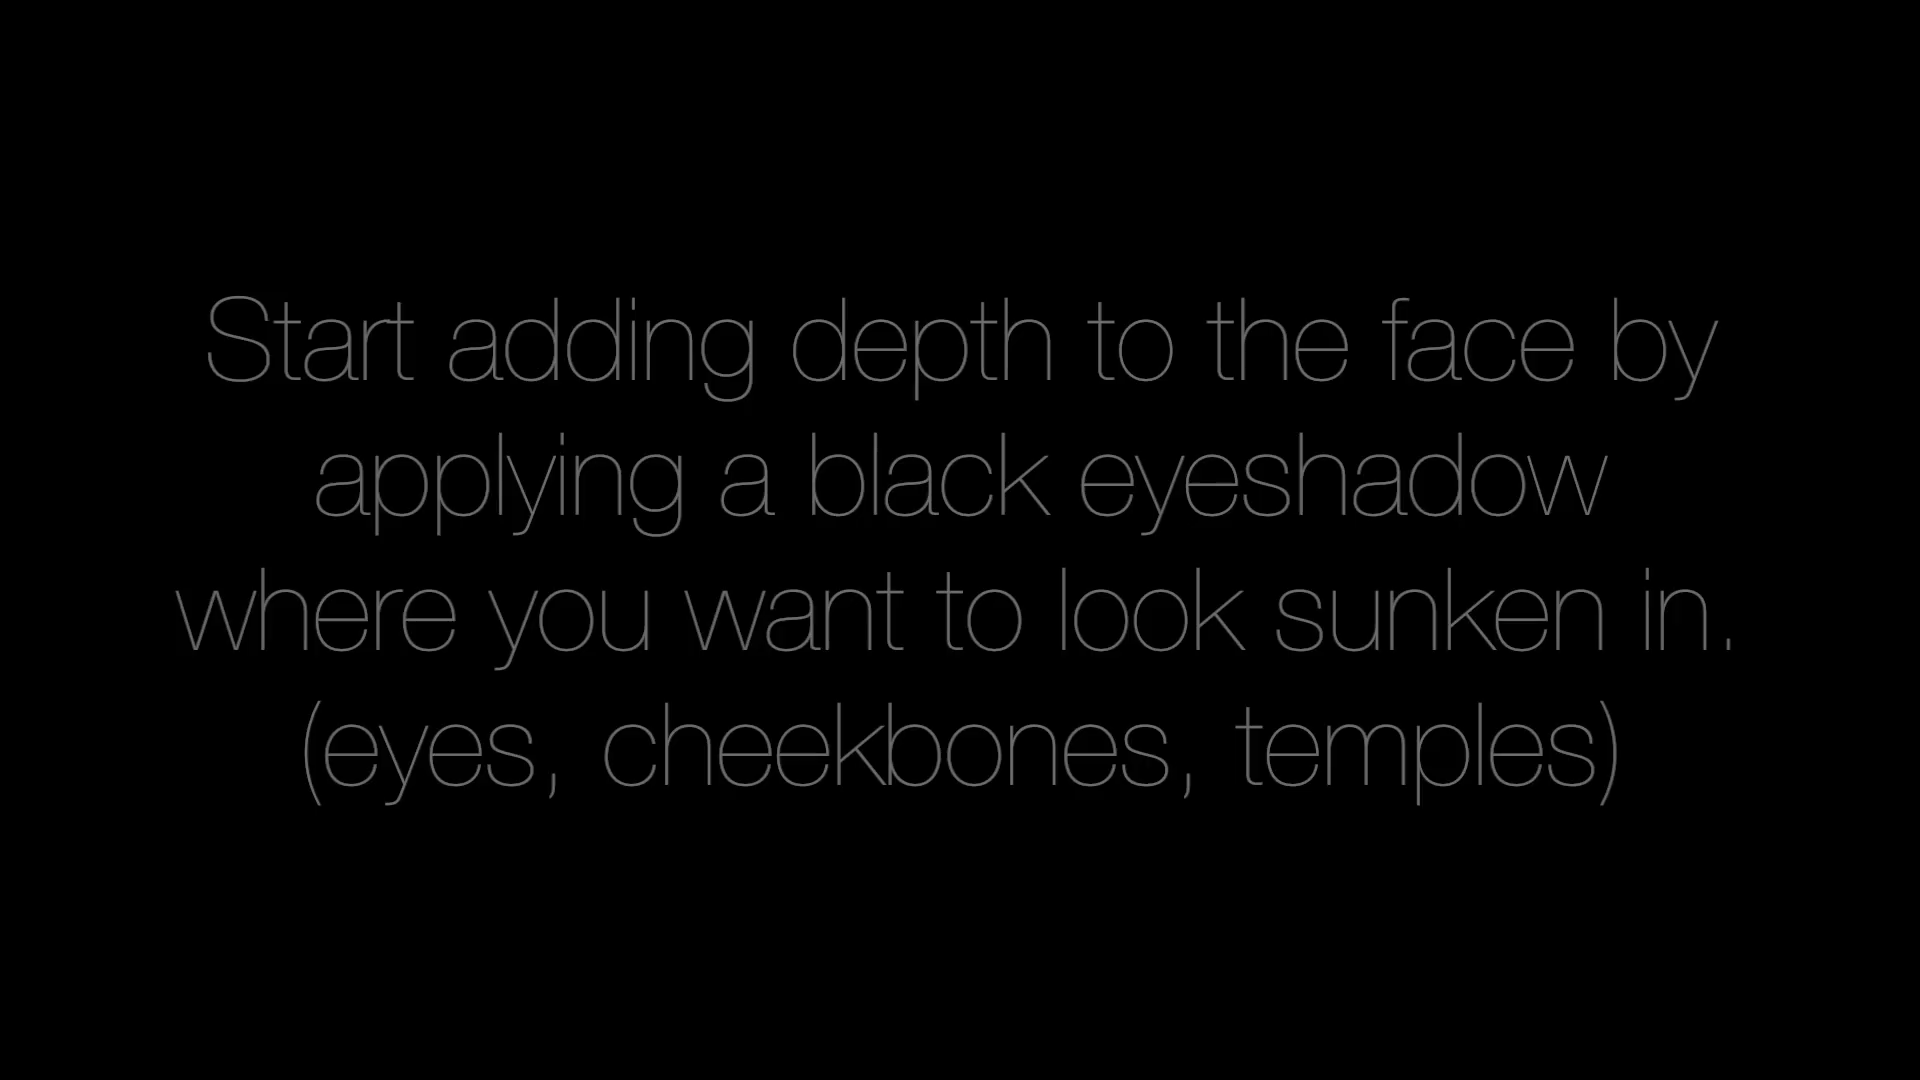 Start adding depth to the face by
applying a black eyeshadow
where you want to look sunken in.
(eyes, cheekbones, temples)